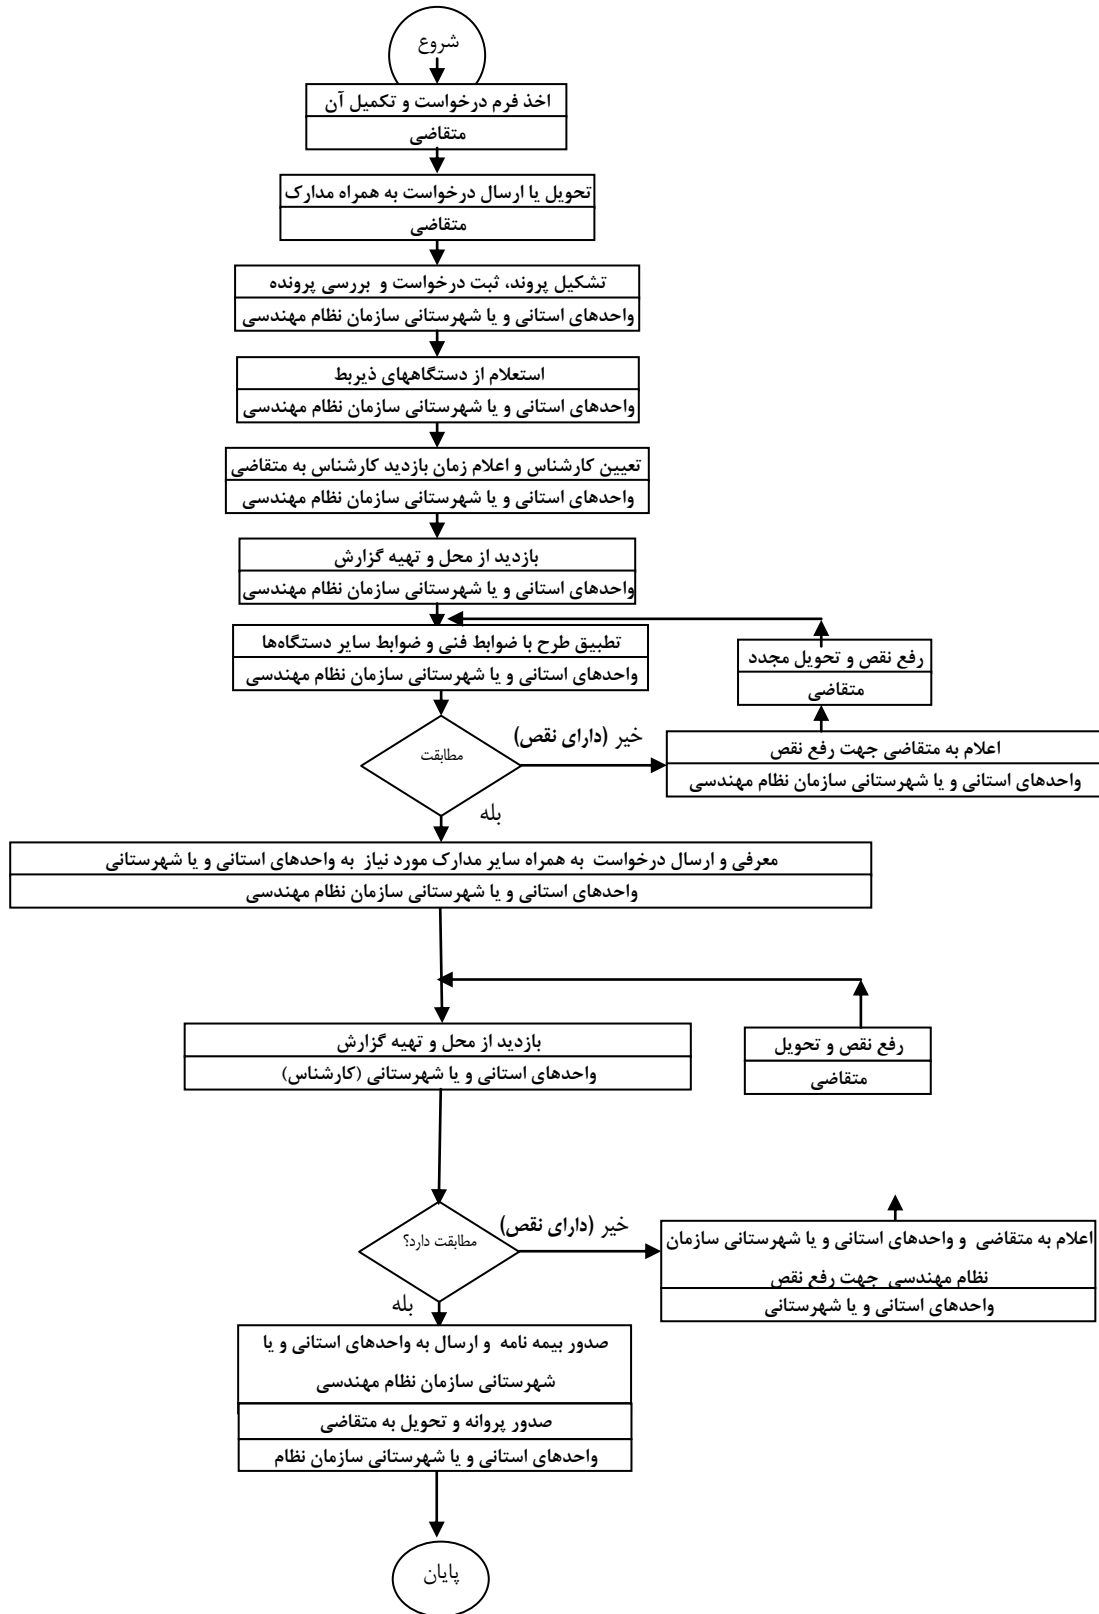 شروع
اخذ فرم درخواست و تکمیل آن
متقاضی
تحویل یا ارسال درخواست به همراه مدارک
متقاضی
تشکیل پروند، ثبت درخواست و بررسی پرونده
واحدهای استانی و یا شهرستانی سازمان نظام مهندسی
استعلام از دستگاههای ذیربط
واحدهای استانی و یا شهرستانی سازمان نظام مهندسی
تعیین کارشناس و اعلام زمان بازدید کارشناس به متقاضی
واحدهای استانی و یا شهرستانی سازمان نظام مهندسی
بازدید از محل و تهیه گزارش
واحدهای استانی و یا شهرستانی سازمان نظام مهندسی
تطبیق طرح با ضوابط فنی و ضوابط سایر دستگاه‌ها
واحدهای استانی و یا شهرستانی سازمان نظام مهندسی
رفع نقص و تحویل مجدد
متقاضی
مطابقت
خیر (دارای نقص)
اعلام به متقاضی جهت رفع نقص
واحدهای استانی و یا شهرستانی سازمان نظام مهندسی
بله
معرفی و ارسال درخواست به همراه سایر مدارک مورد نیاز به واحدهای استانی و یا شهرستانی
واحدهای استانی و یا شهرستانی سازمان نظام مهندسی
بازدید از محل و تهیه گزارش
واحدهای استانی و یا شهرستانی (کارشناس)
رفع نقص و تحویل
متقاضی
مطابقت دارد؟
خیر (دارای نقص)
اعلام به متقاضی و واحدهای استانی و یا شهرستانی سازمان
نظام مهندسی جهت رفع نقص
واحدهای استانی و یا شهرستانی
بله
صدور بیمه نامه و ارسال به واحدهای استانی و یا
شهرستانی سازمان نظام مهندسی
صدور پروانه و تحویل به متقاضی
واحدهای استانی و یا شهرستانی سازمان نظام
پایان